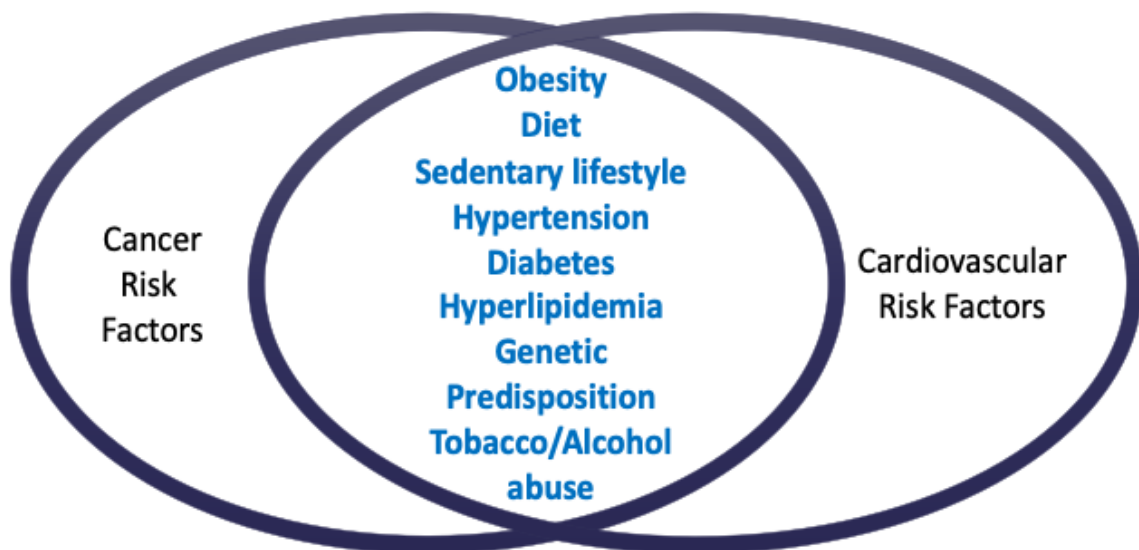 Cancer
Risk
Factors
Obesity
Diet
Sedentary lifestyle
Hypertension
Diabetes
Hyperlipidemia
Genetic
Predisposition
Tobacco/Alcohol
abuse
Cardiovascular
Risk Factors